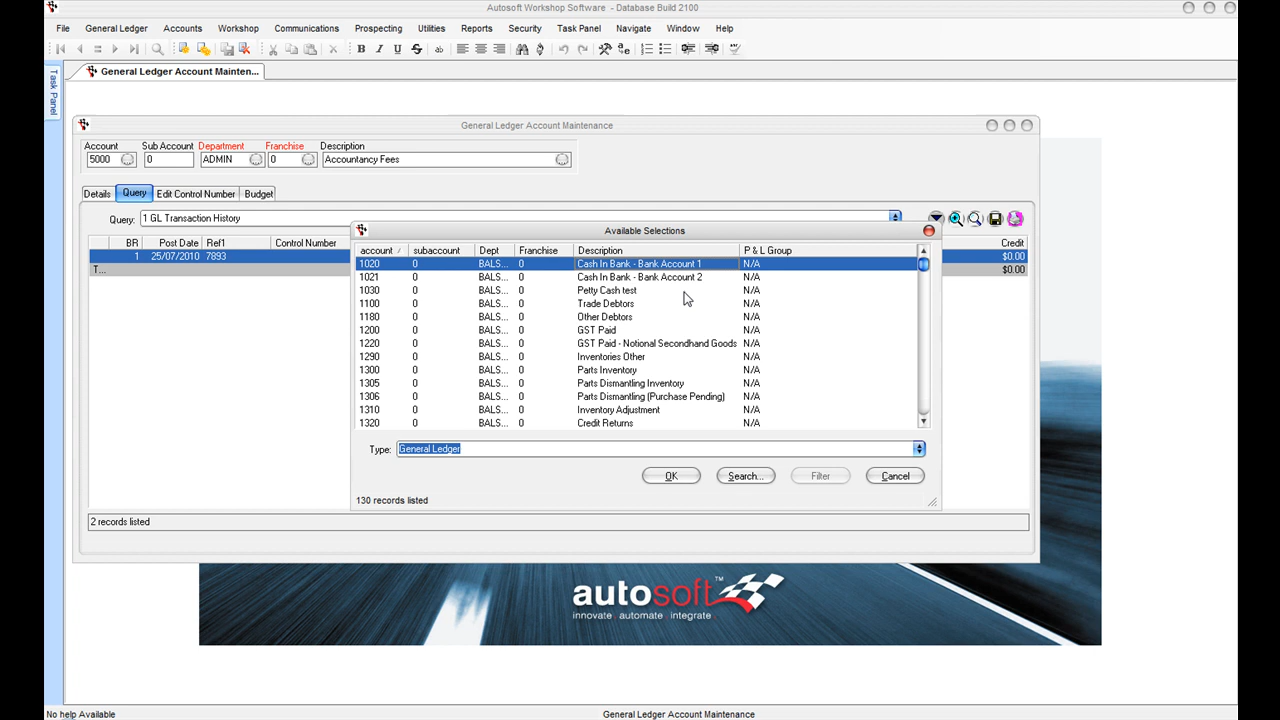 Autosoft Workshop Software - Database Build 2100
File General Ledger Accounts Workshop Communications Prospecting Utilities Reports Security Task Panel Navigate Window Help
Task Panel
General Ledger Account Mainten...
General Ledger Account Maintenance
Account Sub Account Department Franchise Description
5000 0 ADMIN 0 Accountancy Fees
Details Query Edit Control Number Budget
Query: 1 GL Transaction History
Available Selections
BR Post Date Ref1 Control Number Credit
1 25/07/2010 7893 $0.00
T... $0.00
account subaccount Dept Franchise Description P & L Group
1020 0 BALS... 0 Cash In Bank - Bank Account 1 N/A
1021 0 BALS... 0 Cash In Bank - Bank Account 2 N/A
1030 0 BALS... 0 Petty Cash test N/A
1100 0 BALS... 0 Trade Debtors N/A
1180 0 BALS... 0 Other Debtors N/A
1200 0 BALS... 0 GST Paid N/A
1220 0 BALS... 0 GST Paid - Notional Secondhand Goods N/A
1290 0 BALS... 0 Inventories Other N/A
1300 0 BALS... 0 Parts Inventory N/A
1305 0 BALS... 0 Parts Dismantling Inventory N/A
1306 0 BALS... 0 Parts Dismantling (Purchase Pending) N/A
1310 0 BALS... 0 Inventory Adjustment N/A
1320 0 BALS... 0 Credit Returns N/A
Type: General Ledger
OK Search... Filter Cancel
130 records listed
2 records listed
autosoft™
innovate automate integrate
No help Available General Ledger Account Maintenance